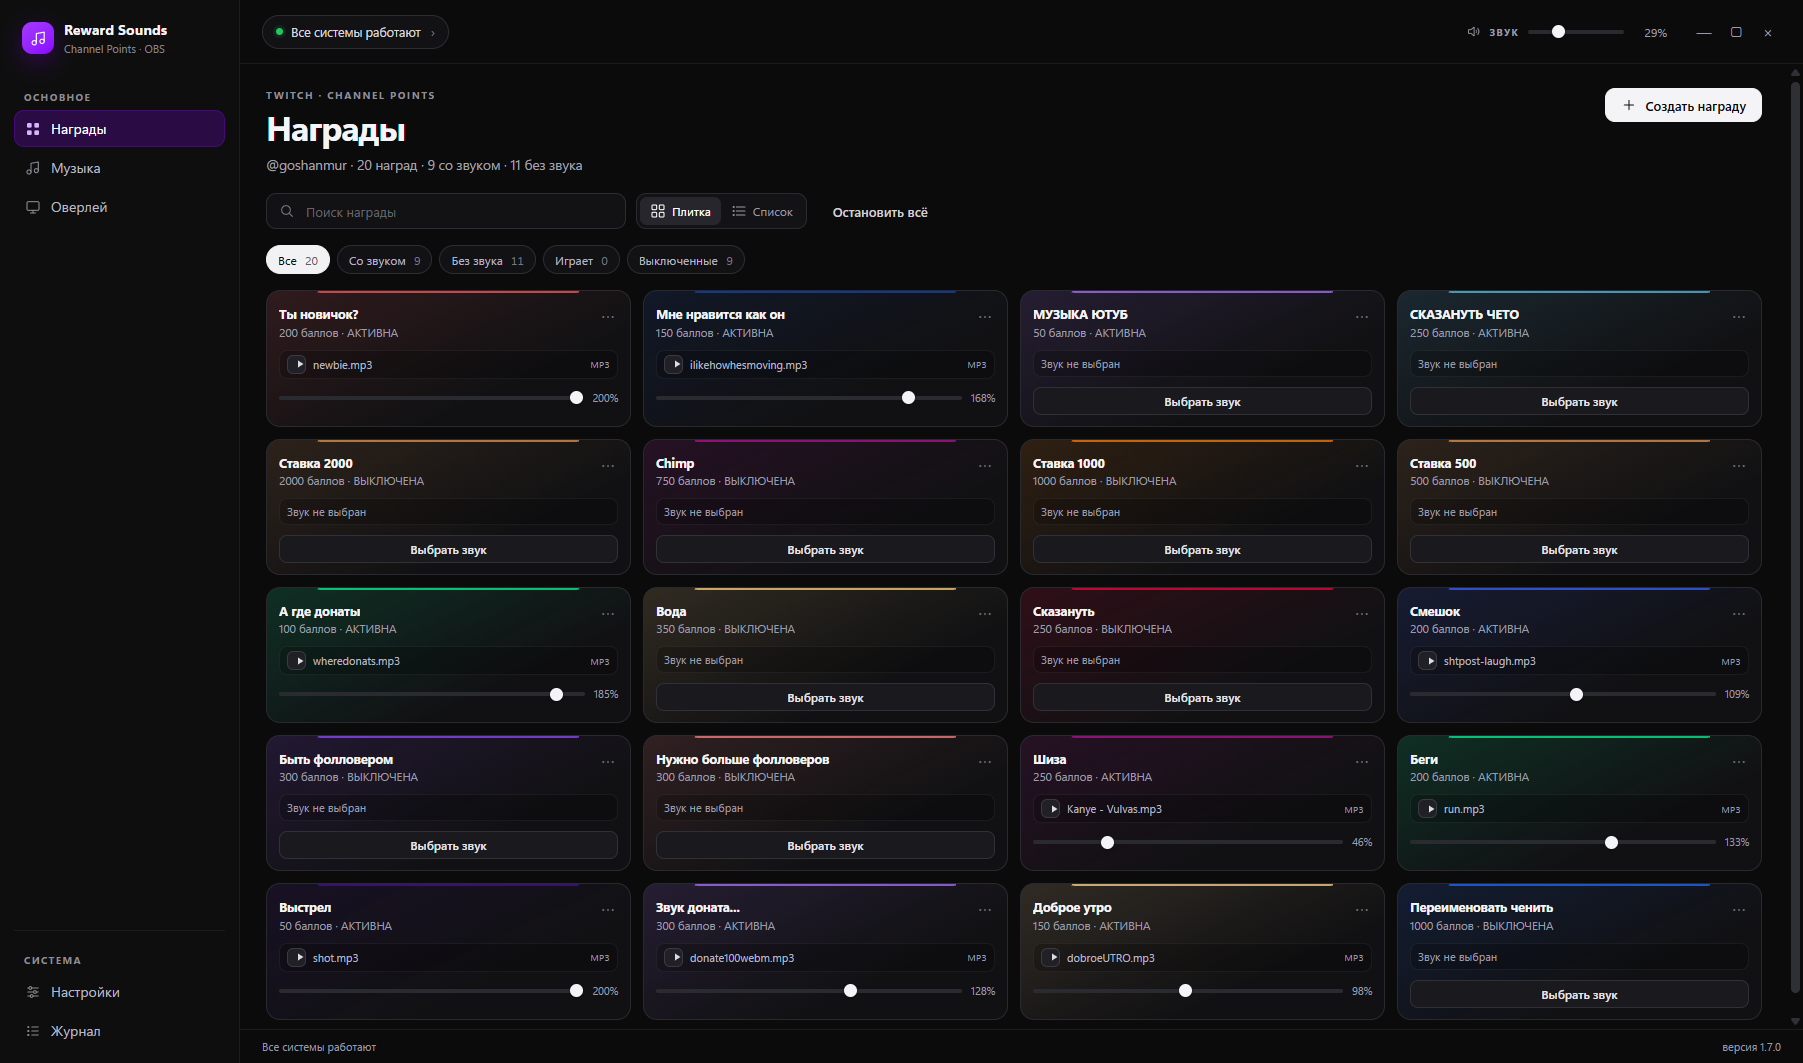 Reward Sounds
Channel Points · OBS
ОСНОВНОЕ
Награды
Музыка
Оверлей
СИСТЕМА
Настройки
Журнал
Все системы работают ›
ЗВУК 29%
TWITCH · CHANNEL POINTS
Награды
@goshanmur · 20 наград · 9 со звуком · 11 без звука
+ Создать награду
Поиск награды
Плитка
Список
Остановить всё
Все 20
Со звуком 9
Без звука 11
Играет 0
Выключенные 9
Ты новичок?
200 баллов · АКТИВНА
newbie.mp3 MP3
200%
Мне нравится как он
150 баллов · АКТИВНА
ilikehowhesmoving.mp3 MP3
168%
МУЗЫКА ЮТУБ
50 баллов · АКТИВНА
Звук не выбран
Выбрать звук
СКАЗАНУТЬ ЧЕТО
250 баллов · АКТИВНА
Звук не выбран
Выбрать звук
Ставка 2000
2000 баллов · ВЫКЛЮЧЕНА
Звук не выбран
Выбрать звук
Chimp
750 баллов · ВЫКЛЮЧЕНА
Звук не выбран
Выбрать звук
Ставка 1000
1000 баллов · ВЫКЛЮЧЕНА
Звук не выбран
Выбрать звук
Ставка 500
500 баллов · ВЫКЛЮЧЕНА
Звук не выбран
Выбрать звук
А где донаты
100 баллов · АКТИВНА
wheredonats.mp3 MP3
185%
Вода
350 баллов · ВЫКЛЮЧЕНА
Звук не выбран
Выбрать звук
Сказануть
250 баллов · ВЫКЛЮЧЕНА
Звук не выбран
Выбрать звук
Смешок
200 баллов · АКТИВНА
shtpost-laugh.mp3 MP3
109%
Быть фолловером
300 баллов · ВЫКЛЮЧЕНА
Звук не выбран
Выбрать звук
Нужно больше фолловеров
300 баллов · ВЫКЛЮЧЕНА
Звук не выбран
Выбрать звук
Шиза
250 баллов · АКТИВНА
Kanye - Vulvas.mp3 MP3
46%
Беги
200 баллов · АКТИВНА
run.mp3 MP3
133%
Выстрел
50 баллов · АКТИВНА
shot.mp3 MP3
200%
Звук доната...
300 баллов · АКТИВНА
donate100webm.mp3 MP3
128%
Доброе утро
150 баллов · АКТИВНА
dobroeUTRO.mp3 MP3
98%
Переименовать ченить
1000 баллов · ВЫКЛЮЧЕНА
Звук не выбран
Выбрать звук
Все системы работают
версия 1.7.0